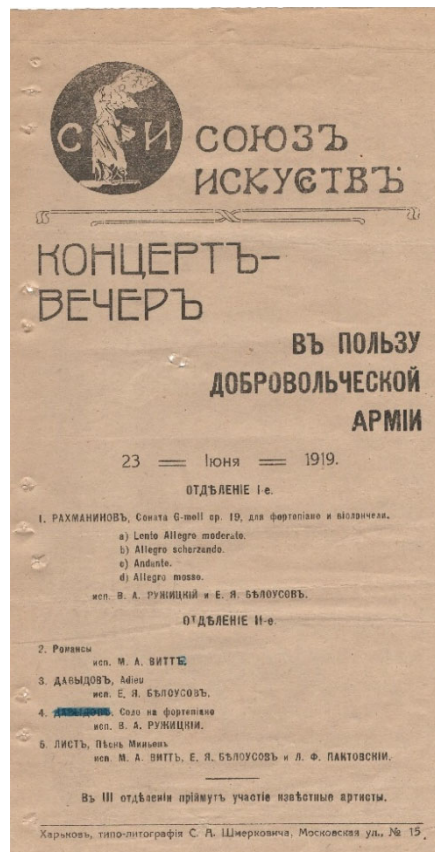 С И
СОЮЗЪ
ИСКУССТВЪ
КОНЦЕРТЪ-
ВЕЧЕРЪ
ВЪ ПОЛЬЗУ
ДОБРОВОЛЬЧЕСКОЙ
АРМІИ
23 == Іюня == 1919.
ОТДѢЛЕНІЕ I-е.
1. РАХМАНИНОВЪ, Соната G-moll op. 19, для фортепіано и віолончели.
a) Lento Allegro moderato.
b) Allegro scherzando.
c) Andante.
d) Allegro mosso.
исп. В. А. РУЖИЦКІЙ и Е. Я. БѢЛОУСОВЪ.
ОТДѢЛЕНІЕ II-е.
2. Романсы
исп. М. А. ВИТТЪ.
3. ДАВЫДОВЪ, Adieu
исп. Е. Я. БѢЛОУСОВЪ.
4. Соло на фортепіано
исп. В. А. РУЖИЦКІЙ.
5. ЛИСТЪ, Пѣснь Миньоны
исп. М. А. ВИТТЪ, Е. Я. БѢЛОУСОВЪ и Л. Ф. ПАКТОВСКІЙ.
Въ III отдѣленіи пріймутъ участіе извѣстные артисты.
Харьковъ, типо-литографія С. А. Шмерковича, Московская ул., № 15.